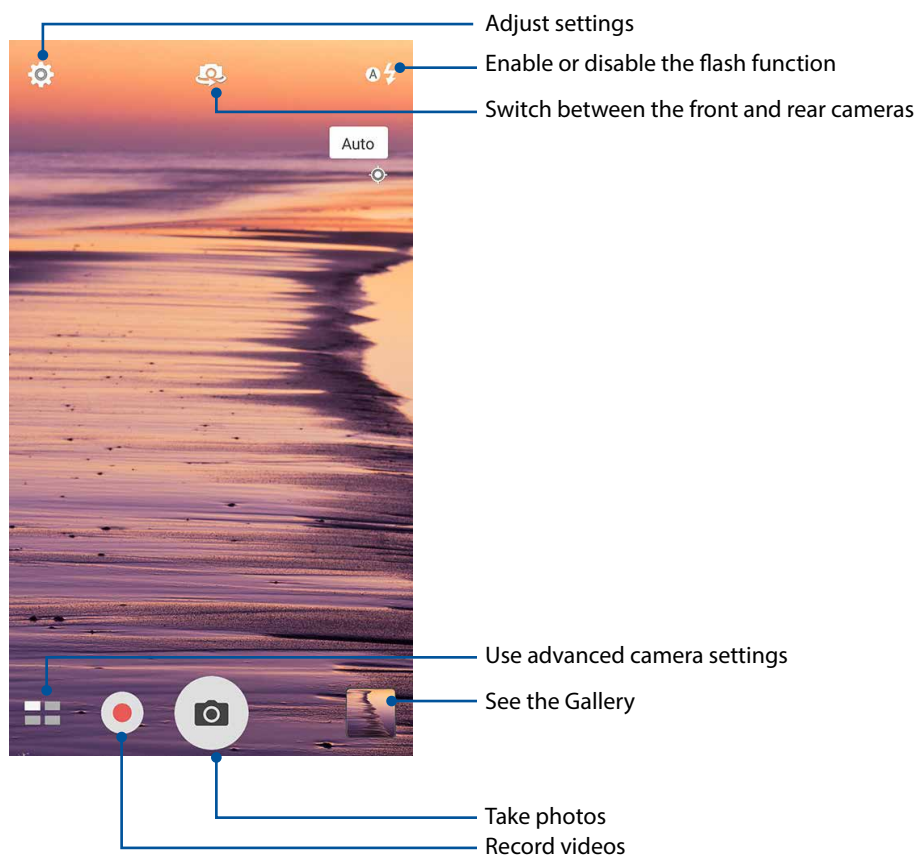 Adjust settings
Enable or disable the flash function
Switch between the front and rear cameras
A
Auto
Use advanced camera settings
See the Gallery
Take photos
Record videos